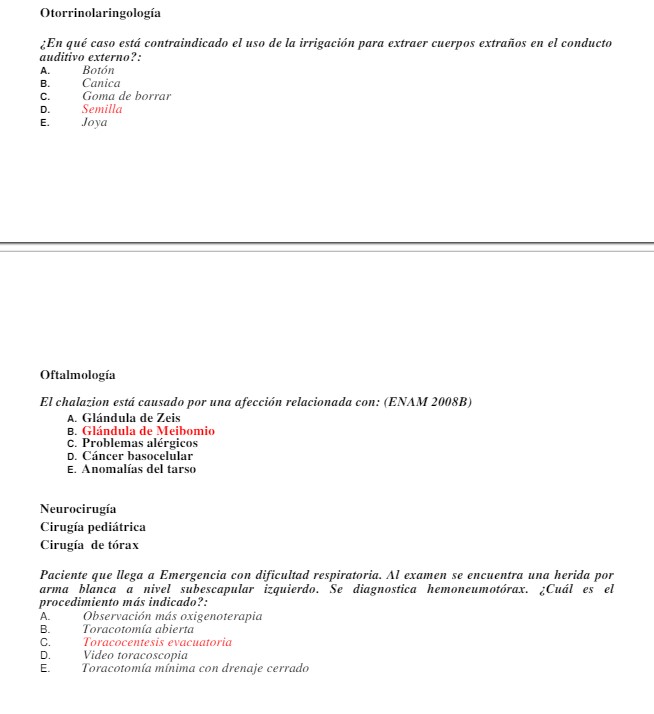 Otorrinolaringología
¿En qué caso está contraindicado el uso de la irrigación para extraer cuerpos extraños en el conducto
auditivo externo?:
A. Botón
B. Canica
C. Goma de borrar
D. Semilla
E. Joya
Oftalmología
El chalazion está causado por una afección relacionada con: (ENAM 2008B)
A. Glándula de Zeis
B. Glándula de Meibomio
C. Problemas alérgicos
D. Cáncer basocelular
E. Anomalías del tarso
Neurocirugía
Cirugía pediátrica
Cirugía de tórax
Paciente que llega a Emergencia con dificultad respiratoria. Al examen se encuentra una herida por
arma blanca a nivel subescapular izquierdo. Se diagnostica hemoneumotórax. ¿Cuál es el
procedimiento más indicado?:
A. Observación más oxigenoterapia
B. Toracotomía abierta
C. Toracocentesis evacuatoria
D. Video toracoscopia
E. Toracotomía mínima con drenaje cerrado